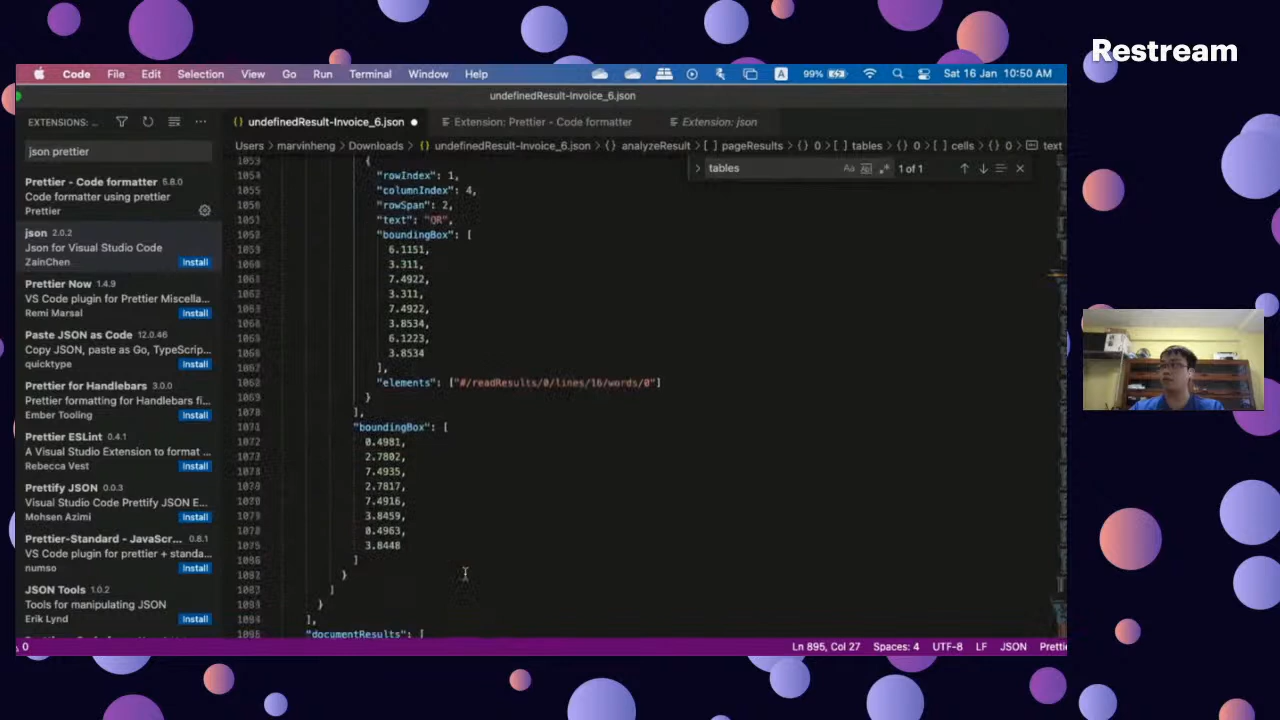 Restream
Code File Edit Selection View Go Run Terminal Window Help A 99% Sat 16 Jan 10:50 AM
undefinedResult-Invoice_6.json
EXTENSIONS: ...
undefinedResult-Invoice_6.json
Extension: Prettier - Code formatter
Extension: json
Users > marvinheng > Downloads > {} undefinedResult-Invoice_6.json > {} analyzeResult > [ ] pageResults > {} 0 > [ ] tables > {} 0 > [ ] cells > {} 0 > text
json prettier
tables
1 of 1
Prettier - Code formatter 5.8.0
Code formatter using prettier
Prettier
json 2.0.2
Json for Visual Studio Code
ZainChen Install
Prettier Now 1.4.9
VS Code plugin for Prettier Miscella...
Remi Marsal Install
Paste JSON as Code 12.0.46
Copy JSON, paste as Go, TypeScrip...
quicktype Install
Prettier for Handlebars 3.0.0
Prettier formatting for Handlebars fi...
Ember Tooling Install
Prettier ESLint 0.4.1
A Visual Studio Extension to format ...
Rebecca Vest Install
Prettify JSON 0.0.3
Visual Studio Code Prettify JSON E...
Mohsen Azimi Install
Prettier-Standard - JavaScr... 0.8.1
VS Code plugin for prettier + standa...
numso Install
JSON Tools 1.0.2
Tools for manipulating JSON
Erik Lynd Install
{
"rowIndex": 1,
"columnIndex": 4,
"rowSpan": 2,
"text": "QR",
"boundingBox": [
6.1151,
3.311,
7.4922,
3.311,
7.4922,
3.8534,
6.1223,
3.8534
],
"elements": ["#/readResults/0/lines/16/words/0"]
}
],
"boundingBox": [
0.4981,
2.7802,
7.4935,
2.7817,
7.4916,
3.8459,
0.4963,
3.8448
]
}
]
}
],
"documentResults": [
0
Ln 895, Col 27 Spaces: 4 UTF-8 LF JSON Pretti